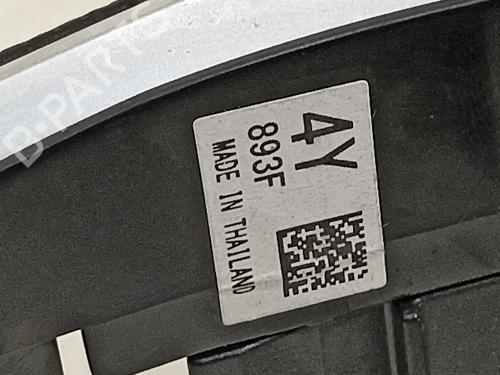 4Y
893F
MADE IN THAILAND
B-PARTS